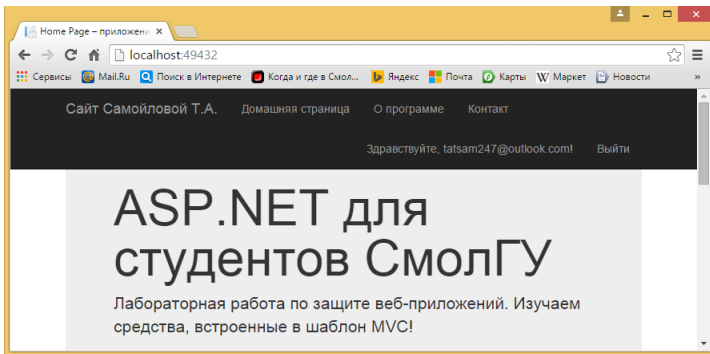 Home Page – приложени
localhost:49432
Сервисы Mail.Ru Поиск в Интернете Когда и где в Смол... Яндекс Почта Карты Маркет Новости »
Сайт Самойловой Т.А. Домашняя страница О программе Контакт
Здравствуйте, tatsam247@outlook.com! Выйти
ASP.NET для
студентов СмолГУ
Лабораторная работа по защите веб-приложений. Изучаем
средства, встроенные в шаблон MVC!